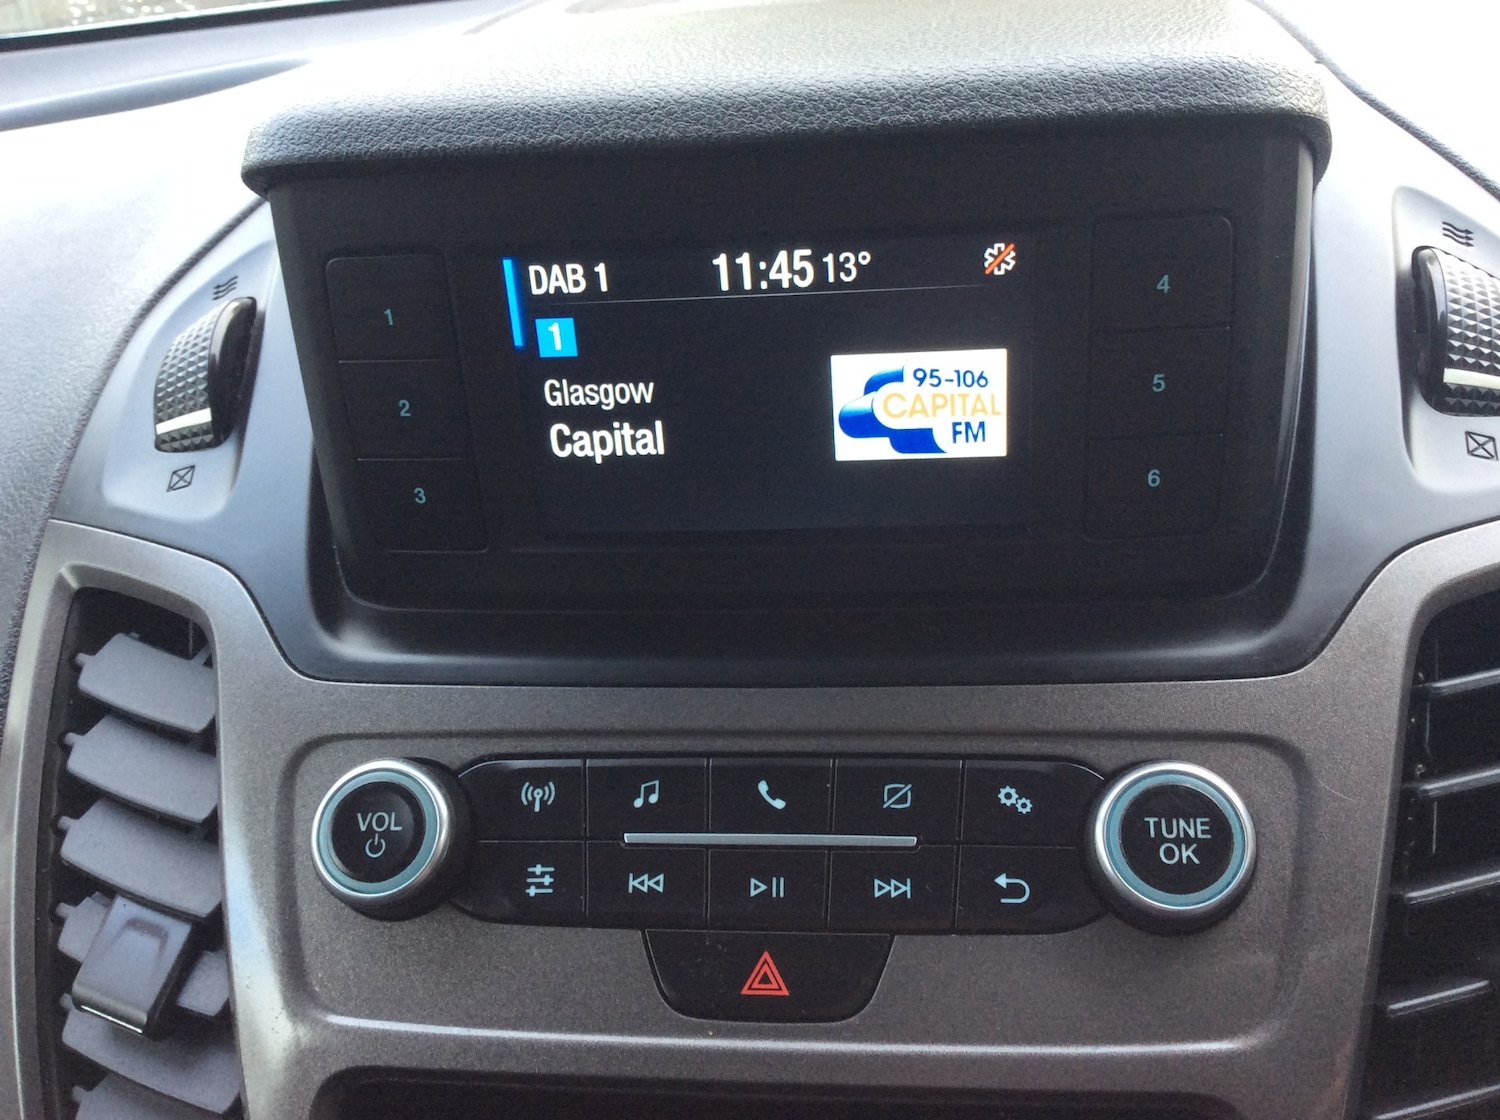 DAB 1 11:45 13°
1
Glasgow
Capital
95-106
CAPITAL
FM
1
2
3
4
5
6
VOL
TUNE
OK